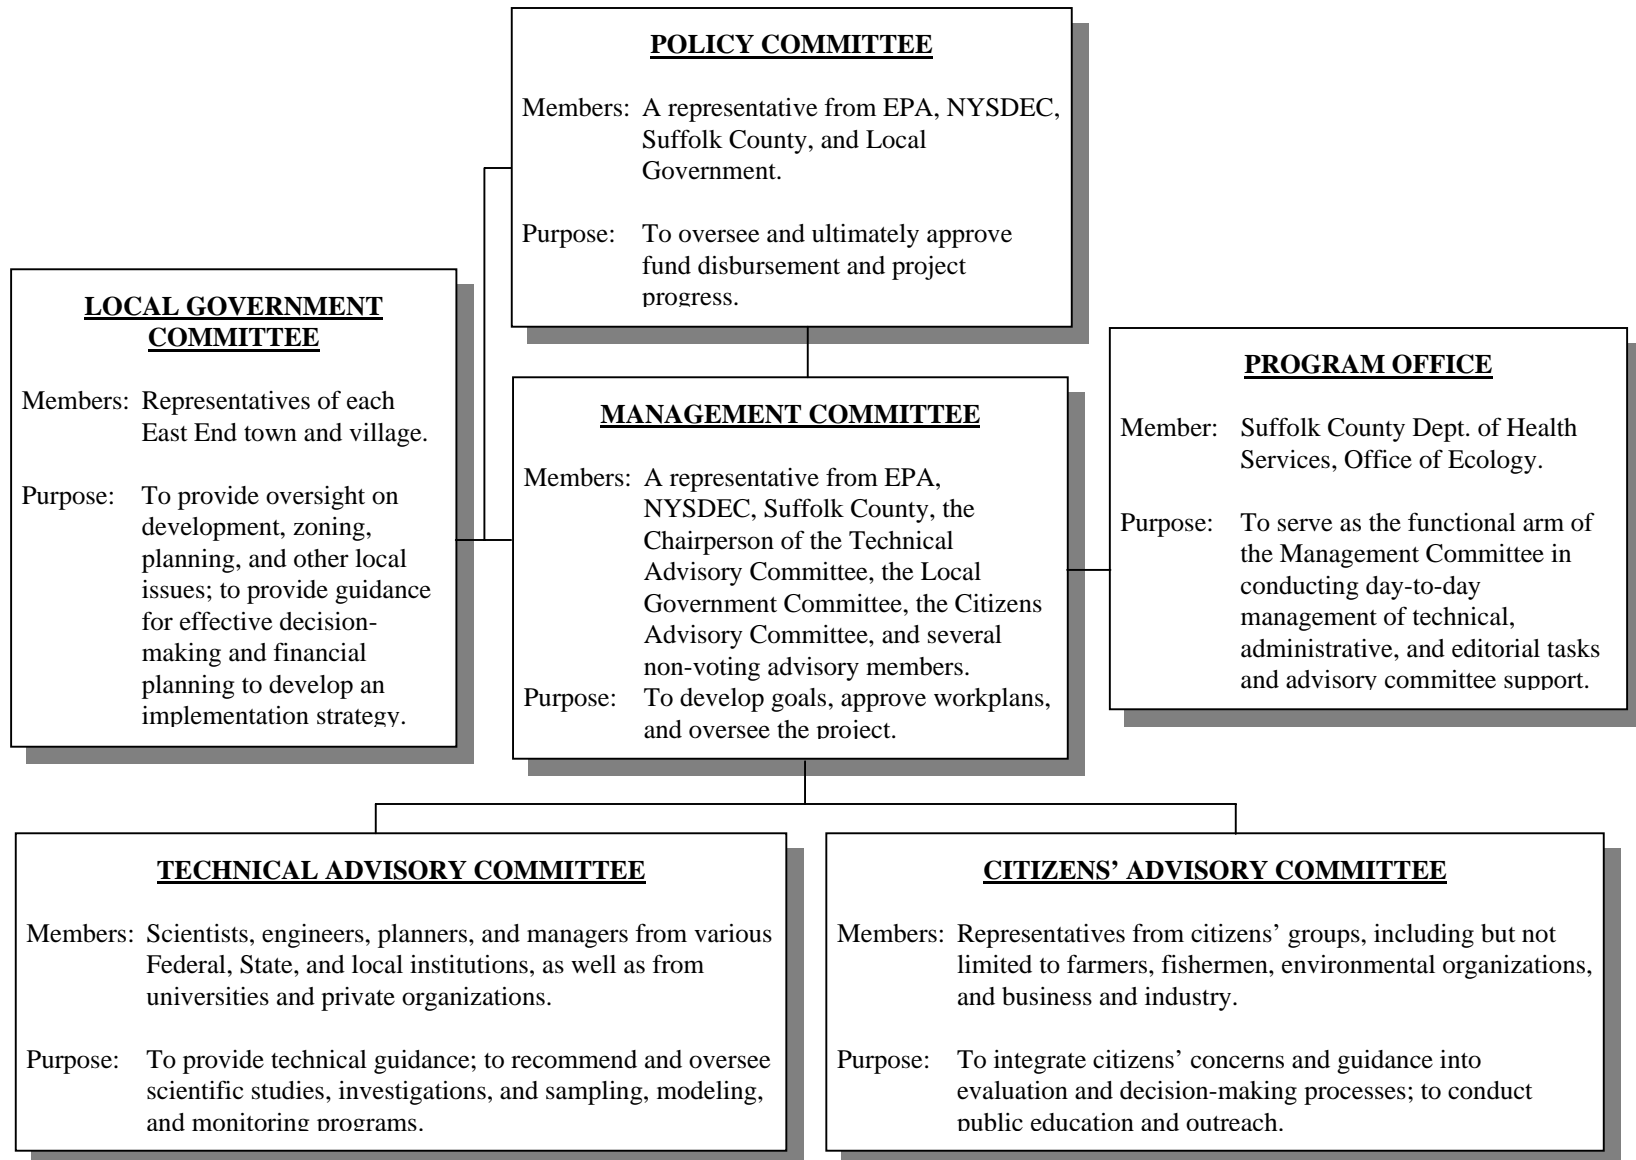 POLICY COMMITTEE
Members: A representative from EPA, NYSDEC,
Suffolk County, and Local
Government.
Purpose: To oversee and ultimately approve
fund disbursement and project
progress.
LOCAL GOVERNMENT
COMMITTEE
Members: Representatives of each
East End town and village.
Purpose: To provide oversight on
development, zoning,
planning, and other local
issues; to provide guidance
for effective decision-
making and financial
planning to develop an
implementation strategy.
MANAGEMENT COMMITTEE
Members: A representative from EPA,
NYSDEC, Suffolk County, the
Chairperson of the Technical
Advisory Committee, the Local
Government Committee, the Citizens
Advisory Committee, and several
non-voting advisory members.
Purpose: To develop goals, approve workplans,
and oversee the project.
PROGRAM OFFICE
Member: Suffolk County Dept. of Health
Services, Office of Ecology.
Purpose: To serve as the functional arm of
the Management Committee in
conducting day-to-day
management of technical,
administrative, and editorial tasks
and advisory committee support.
TECHNICAL ADVISORY COMMITTEE
Members: Scientists, engineers, planners, and managers from various
Federal, State, and local institutions, as well as from
universities and private organizations.
Purpose: To provide technical guidance; to recommend and oversee
scientific studies, investigations, and sampling, modeling,
and monitoring programs.
CITIZENS’ ADVISORY COMMITTEE
Members: Representatives from citizens’ groups, including but not
limited to farmers, fishermen, environmental organizations,
and business and industry.
Purpose: To integrate citizens’ concerns and guidance into
evaluation and decision-making processes; to conduct
public education and outreach.